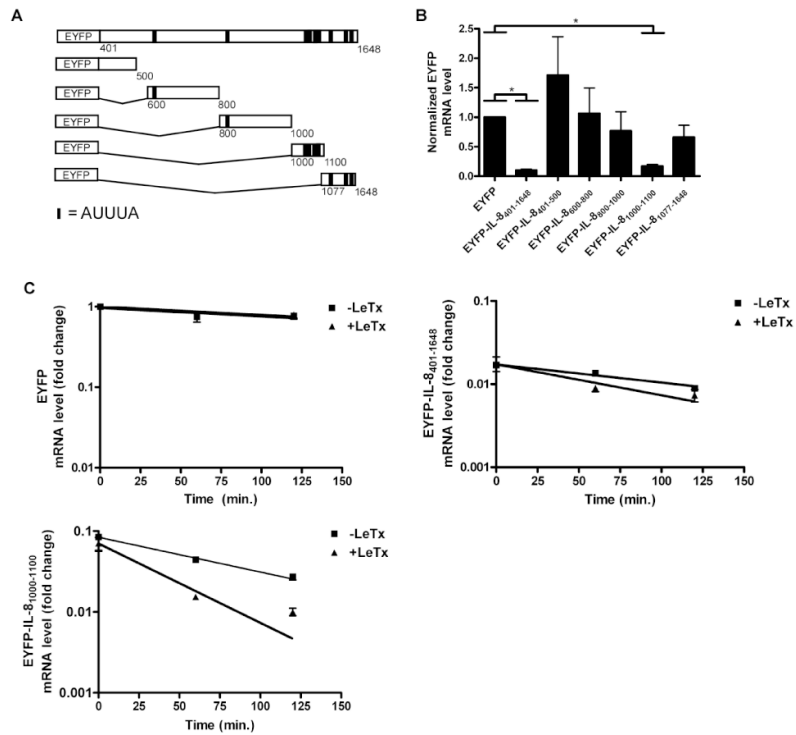 A
EYFP
401
1648
EYFP
500
EYFP
600
800
EYFP
800
1000
EYFP
1000
1100
EYFP
1077
1648
= AUUUA
B
Normalized EYFP
mRNA level
2.5
2.0
1.5
1.0
0.5
0.0
*
*
EYFP
EYFP-IL-8401-1648
EYFP-IL-8401-500
EYFP-IL-8600-800
EYFP-IL-8800-1000
EYFP-IL-81000-1100
EYFP-IL-81077-1648
C
EYFP
mRNA level (fold change)
1
0.1
0.01
0 25 50 75 100 125 150
Time (min.)
-LeTx
+LeTx
EYFP-IL-8401-1648
mRNA level (fold change)
0.1
0.01
0.001
0 25 50 75 100 125 150
Time (min.)
-LeTx
+LeTx
EYFP-IL-81000-1100
mRNA level (fold change)
0.1
0.01
0.001
0 25 50 75 100 125 150
Time (min.)
-LeTx
+LeTx